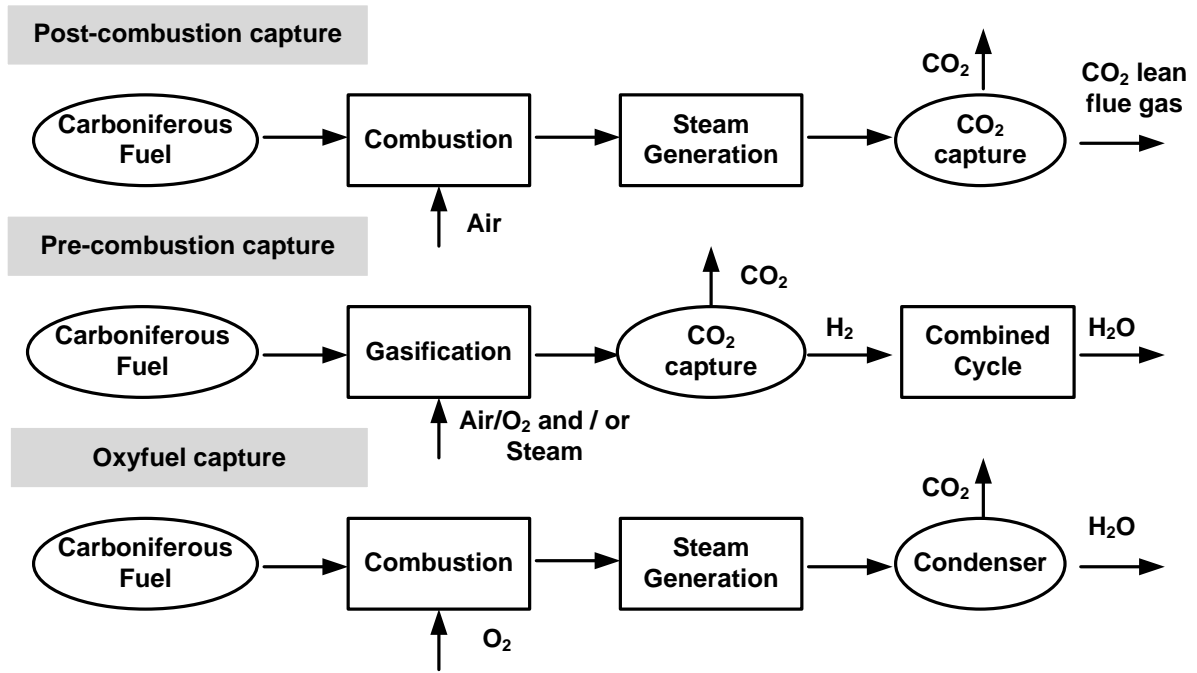 Post-combustion capture
CO₂
CO₂ lean
flue gas
Carboniferous
Fuel
Combustion
Steam
Generation
CO₂
capture
Air
Pre-combustion capture
CO₂
Carboniferous
Fuel
Gasification
CO₂
capture
H₂
Combined
Cycle
H₂O
Air/O₂ and / or
Steam
Oxyfuel capture
CO₂
H₂O
Carboniferous
Fuel
Combustion
Steam
Generation
Condenser
O₂